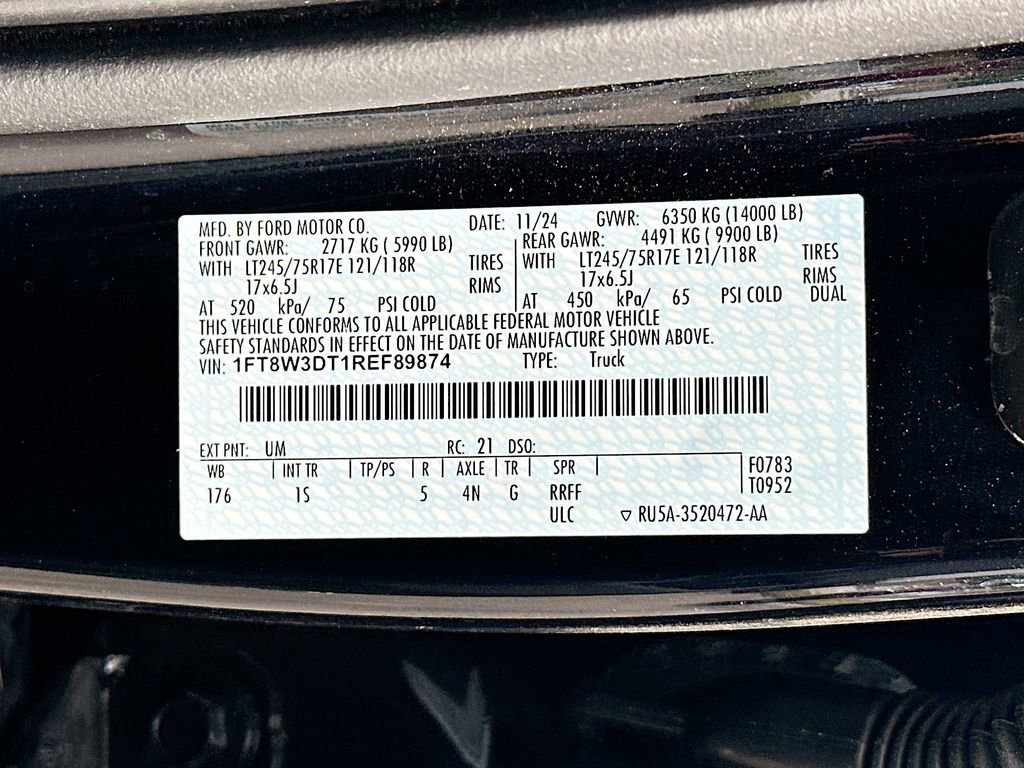 MFD. BY FORD MOTOR CO. DATE: 11/24 GVWR: 6350 KG (14000 LB)
FRONT GAWR: 2717 KG ( 5990 LB) REAR GAWR: 4491 KG ( 9900 LB)
WITH LT245/75R17E 121/118R TIRES WITH LT245/75R17E 121/118R TIRES
17x6.5J RIMS 17x6.5J RIMS
AT 520 kPa/ 75 PSI COLD AT 450 kPa/ 65 PSI COLD DUAL
THIS VEHICLE CONFORMS TO ALL APPLICABLE FEDERAL MOTOR VEHICLE
SAFETY STANDARDS IN EFFECT ON THE DATE OF MANUFACTURE SHOWN ABOVE.
VIN: 1FT8W3DT1REF89874 TYPE: Truck
EXT PNT: UM RC: 21 DSO:
WB INT TR TP/PS R AXLE TR SPR F0783
176 1S 5 4N G RRFF T0952
ULC ▽ RU5A-3520472-AA